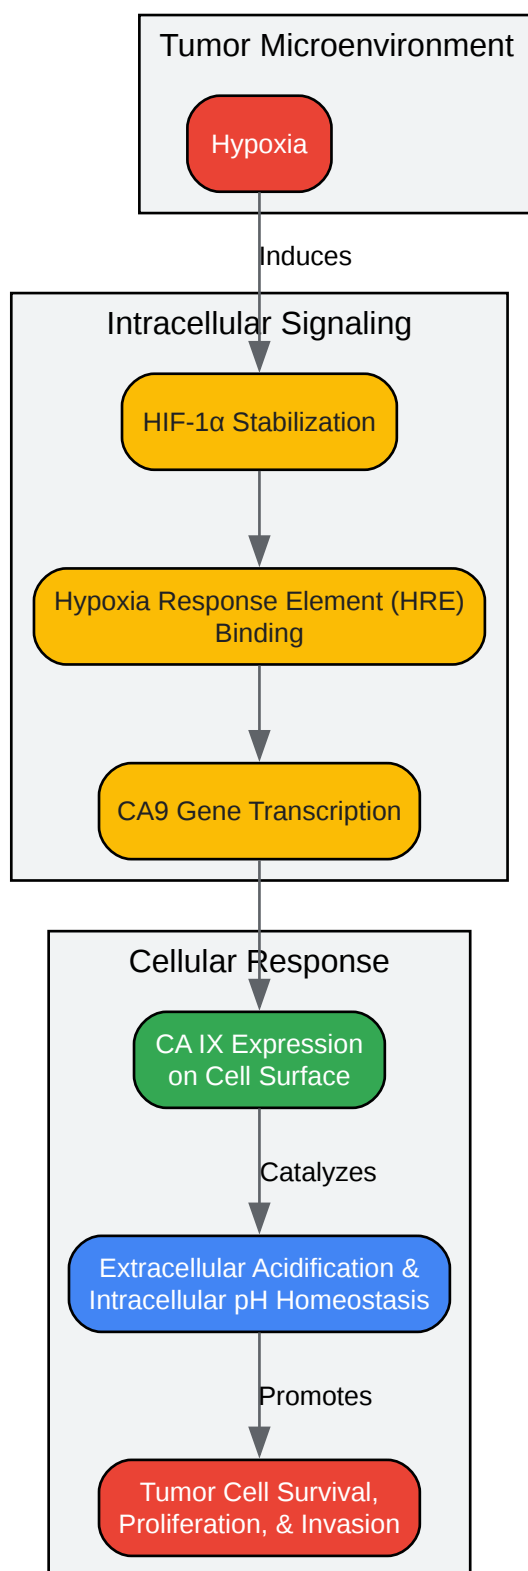 Tumor Microenvironment
Hypoxia
Induces
Intracellular Signaling
HIF-1α Stabilization
Hypoxia Response Element (HRE)
Binding
CA9 Gene Transcription
Cellular Response
CA IX Expression
on Cell Surface
Catalyzes
Extracellular Acidification &
Intracellular pH Homeostasis
Promotes
Tumor Cell Survival,
Proliferation, & Invasion